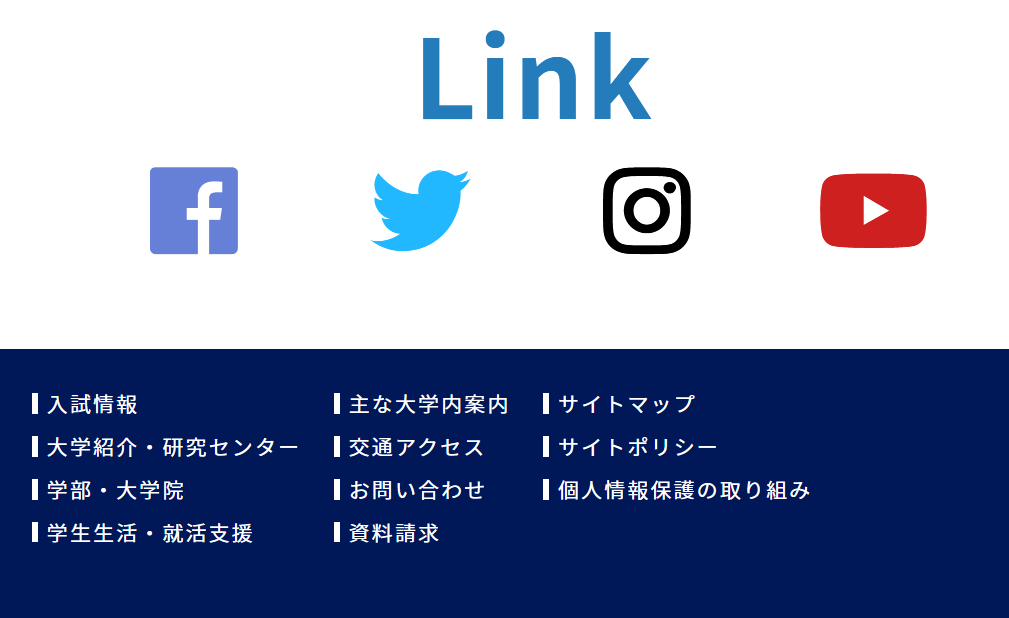 Link
入試情報
大学紹介・研究センター
学部・大学院
学生生活・就活支援
主な大学内案内
交通アクセス
お問い合わせ
資料請求
サイトマップ
サイトポリシー
個人情報保護の取り組み